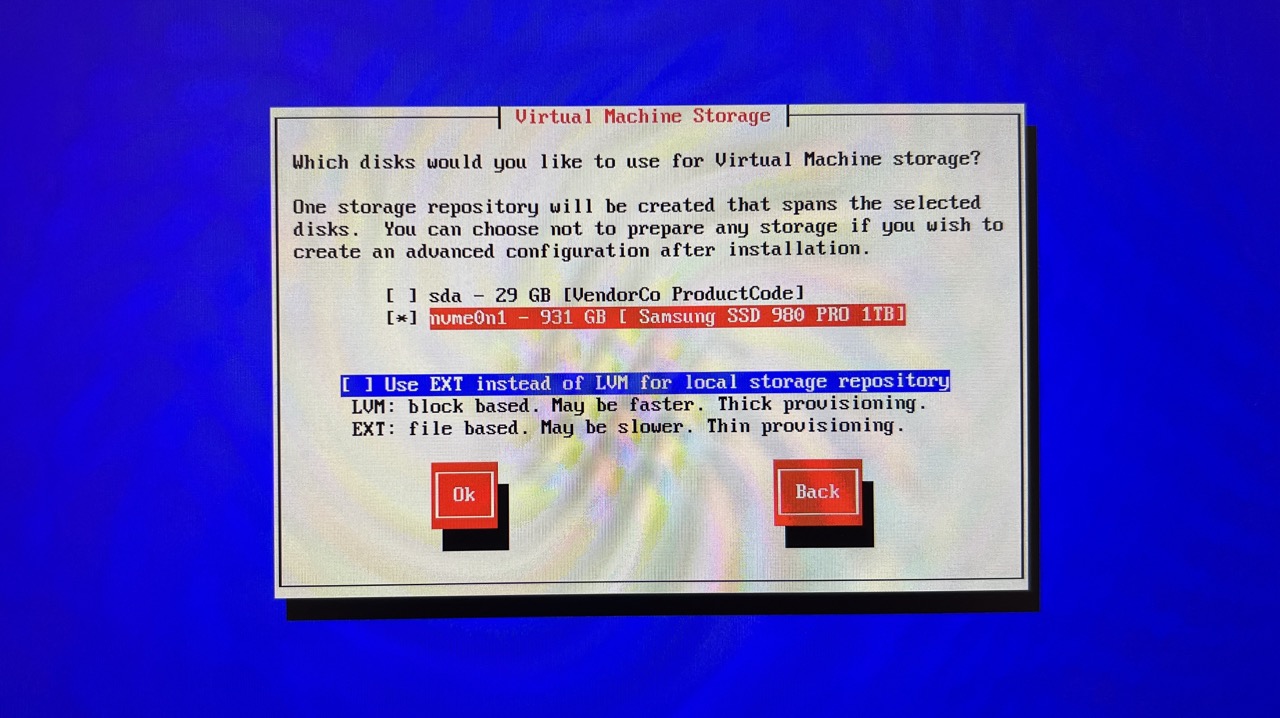 Virtual Machine Storage
Which disks would you like to use for Virtual Machine storage?
One storage repository will be created that spans the selected
disks.  You can choose not to prepare any storage if you wish to
create an advanced configuration after installation.
[ ] sda - 29 GB [VendorCo ProductCode]
[*] nvme0n1 - 931 GB [ Samsung SSD 980 PRO 1TB]
[ ] Use EXT instead of LVM for local storage repository
LVM: block based. May be faster. Thick provisioning.
EXT: file based. May be slower. Thin provisioning.
Ok Back